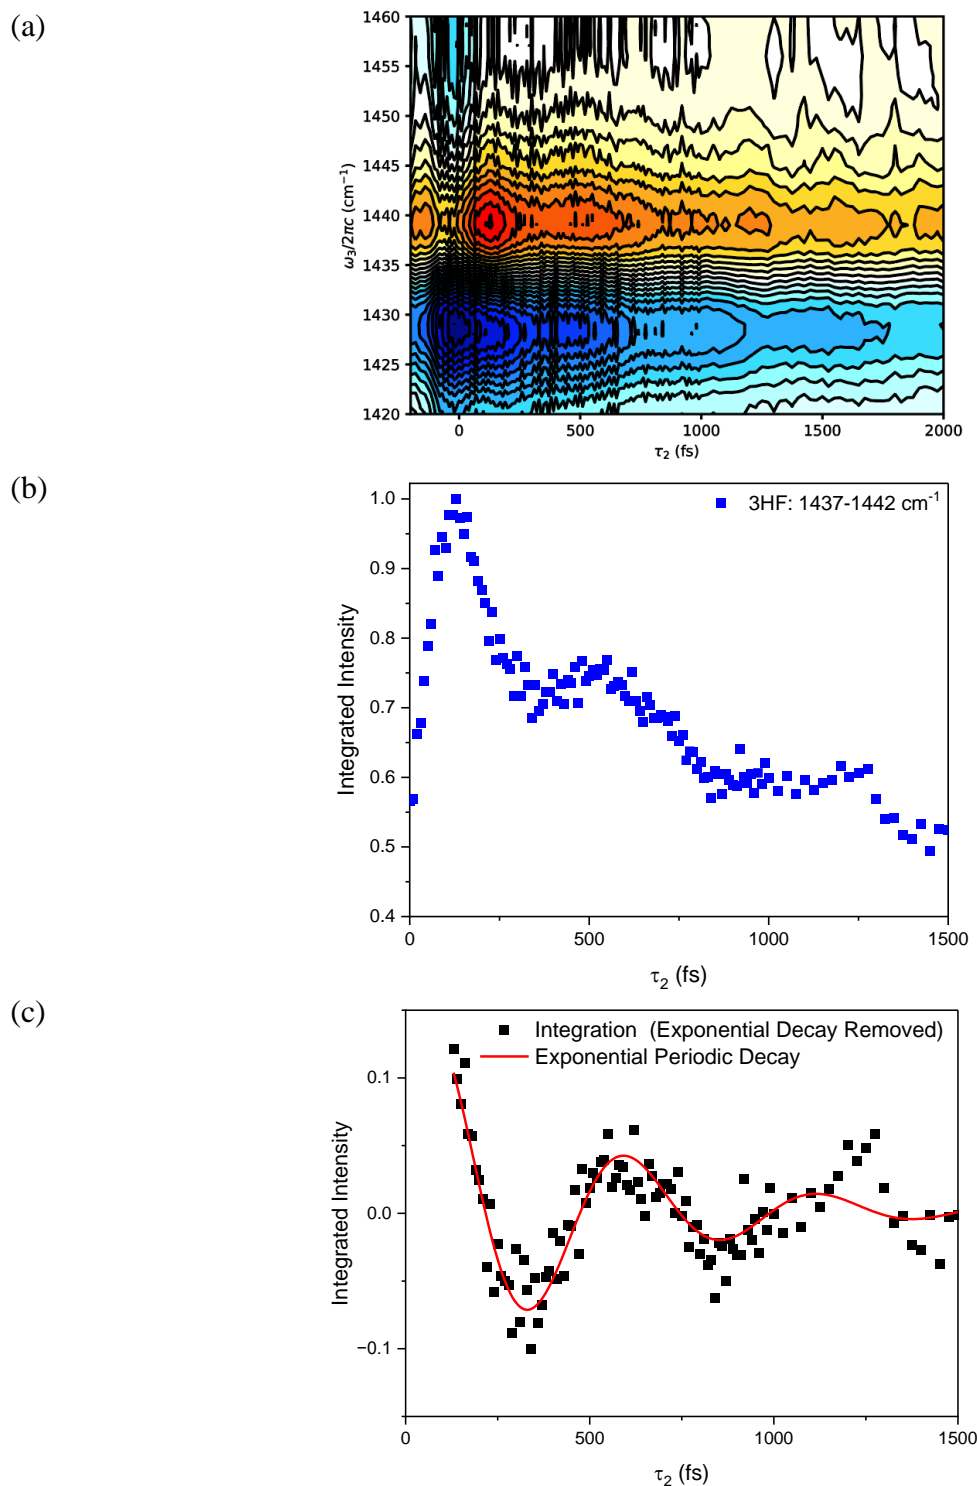 (a)
1460
1455
1450
1445
1440
1435
1430
1425
1420
ω3/2πc (cm⁻¹)
0 500 1000 1500 2000
τ2 (fs)
(b)
1.0
0.9
0.8
0.7
0.6
0.5
0.4
Integrated Intensity
3HF: 1437-1442 cm⁻¹
0 500 1000 1500
τ2 (fs)
(c)
0.1
0.0
−0.1
Integrated Intensity
Integration (Exponential Decay Removed)
Exponential Periodic Decay
0 500 1000 1500
τ2 (fs)